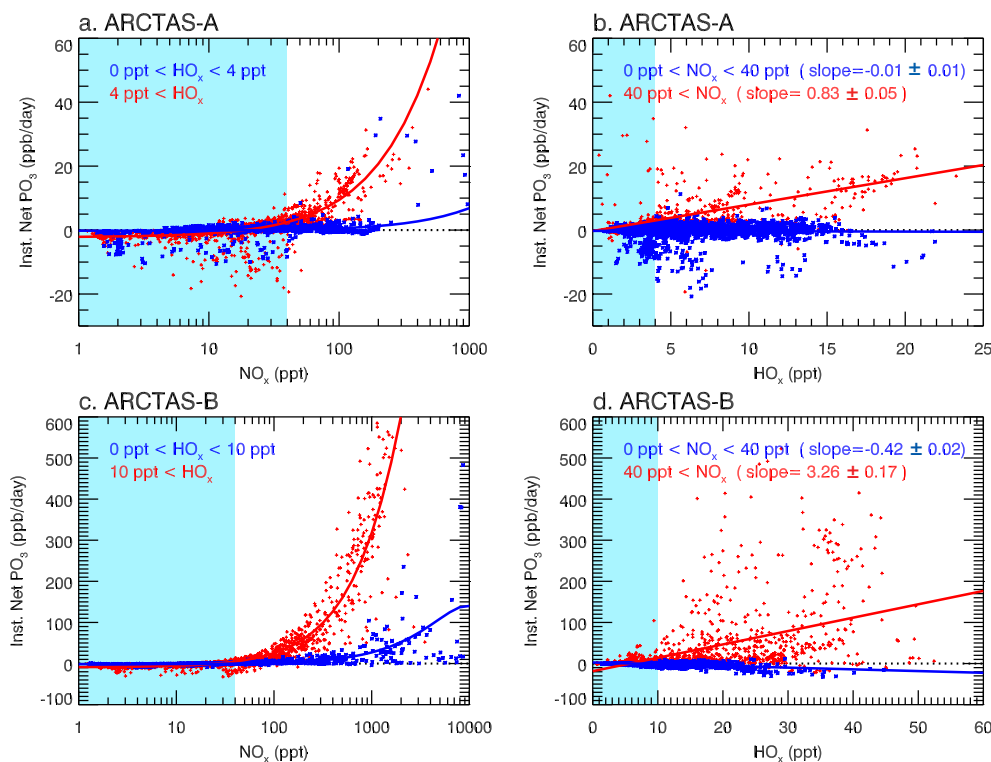 a. ARCTAS-A
0 ppt < HOx < 4 ppt
4 ppt < HOx
Inst. Net PO3 (ppb/day)
60
40
20
0
-20
1 10 100 1000
NOx (ppt)
b. ARCTAS-A
0 ppt < NOx < 40 ppt ( slope=-0.01 ± 0.01)
40 ppt < NOx ( slope= 0.83 ± 0.05)
Inst. Net PO3 (ppb/day)
60
40
20
0
-20
0 5 10 15 20 25
HOx (ppt)
c. ARCTAS-B
0 ppt < HOx < 10 ppt
10 ppt < HOx
Inst. Net PO3 (ppb/day)
600
500
400
300
200
100
0
-100
1 10 100 1000 10000
NOx (ppt)
d. ARCTAS-B
0 ppt < NOx < 40 ppt ( slope=-0.42 ± 0.02)
40 ppt < NOx ( slope= 3.26 ± 0.17)
Inst. Net PO3 (ppb/day)
600
500
400
300
200
100
0
-100
0 10 20 30 40 50 60
HOx (ppt)